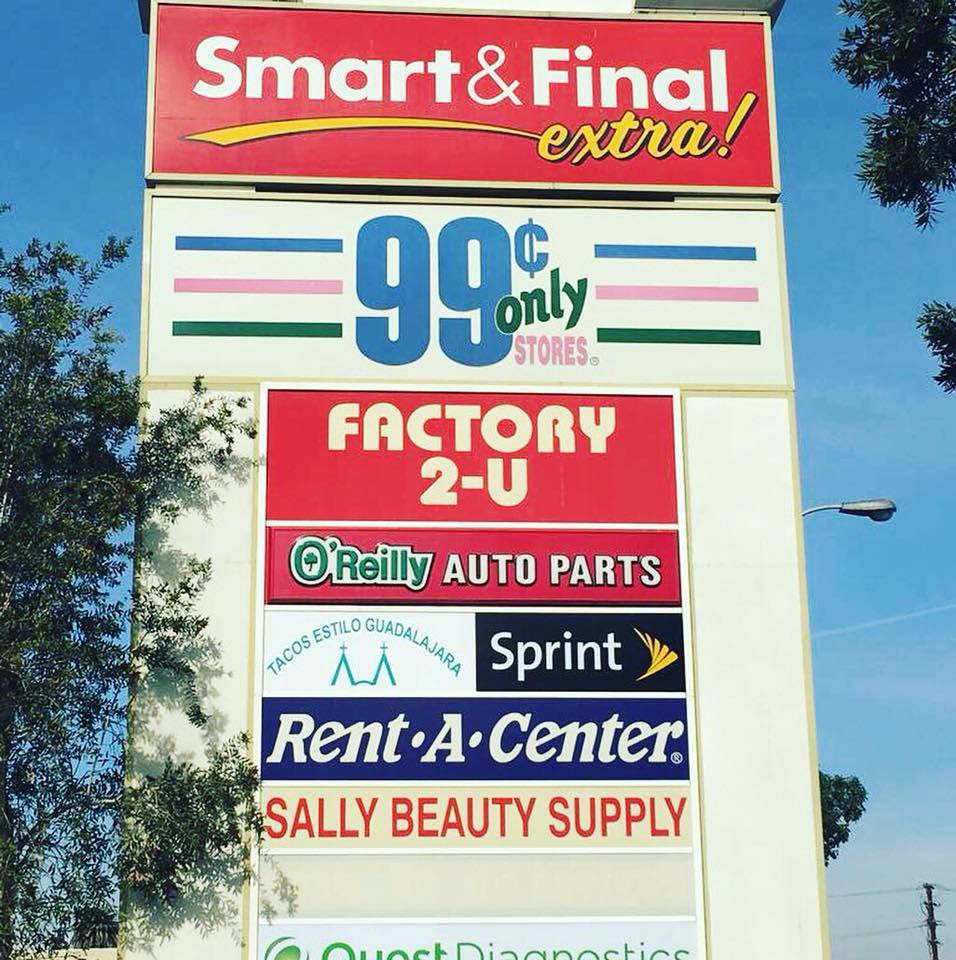 Smart&Final
extra!
99¢
only
STORES®
FACTORY
2-U
O'Reilly AUTO PARTS
TACOS ESTILO GUADALAJARA
Sprint
Rent·A·Center®
SALLY BEAUTY SUPPLY
Quest Diagnostics